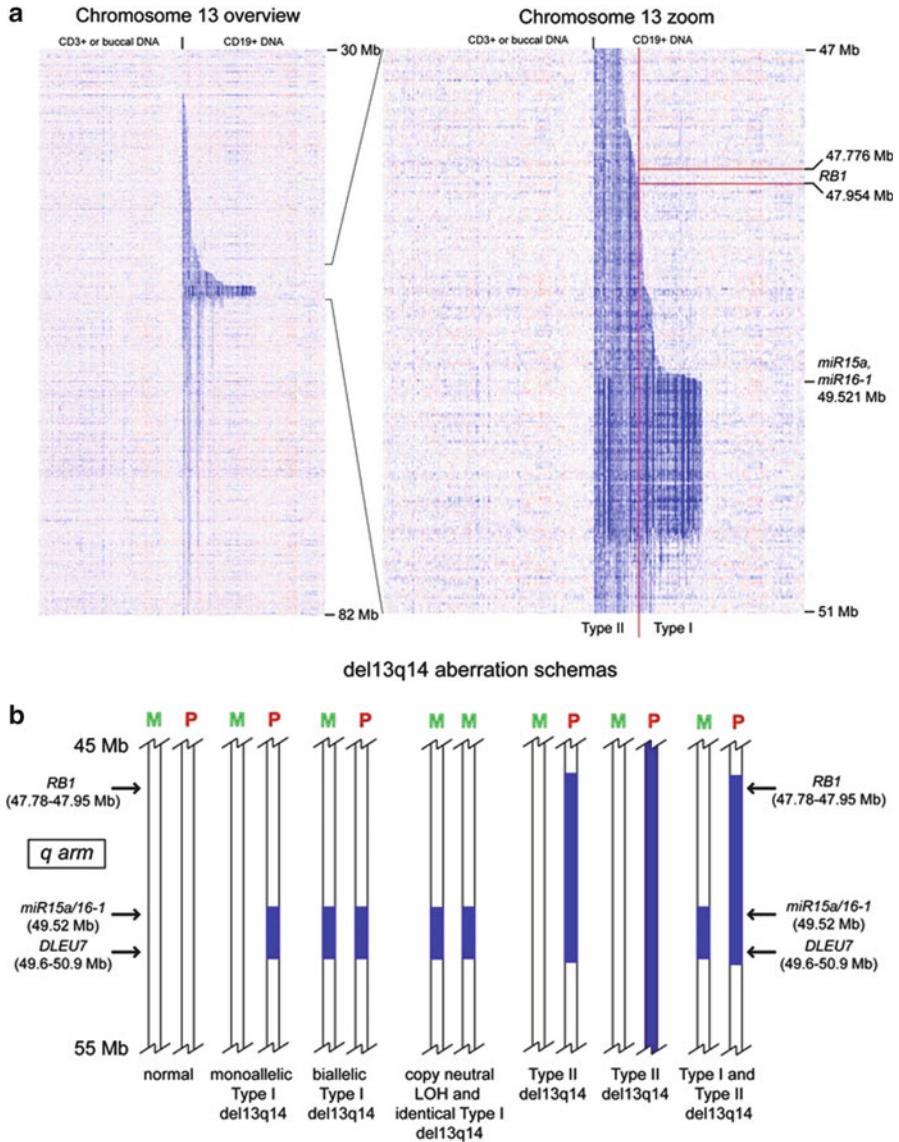 a
Chromosome 13 overview
Chromosome 13 zoom
CD3+ or buccal DNA
CD19+ DNA
CD3+ or buccal DNA
CD19+ DNA
30 Mb
47 Mb
47.776 Mb
RB1
47.954 Mb
miR15a,
miR16-1
49.521 Mb
82 Mb
51 Mb
Type II
Type I
del13q14 aberration schemas
b
M P M P M P M M M P M P M P
45 Mb
RB1
(47.78-47.95 Mb)
RB1
(47.78-47.95 Mb)
q arm
miR15a/16-1
(49.52 Mb)
DLEU7
(49.6-50.9 Mb)
miR15a/16-1
(49.52 Mb)
DLEU7
(49.6-50.9 Mb)
55 Mb
normal
monoallelic
Type I
del13q14
biallelic
Type I
del13q14
copy neutral
LOH and
identical Type I
del13q14
Type II
del13q14
Type II
del13q14
Type I and
Type II
del13q14